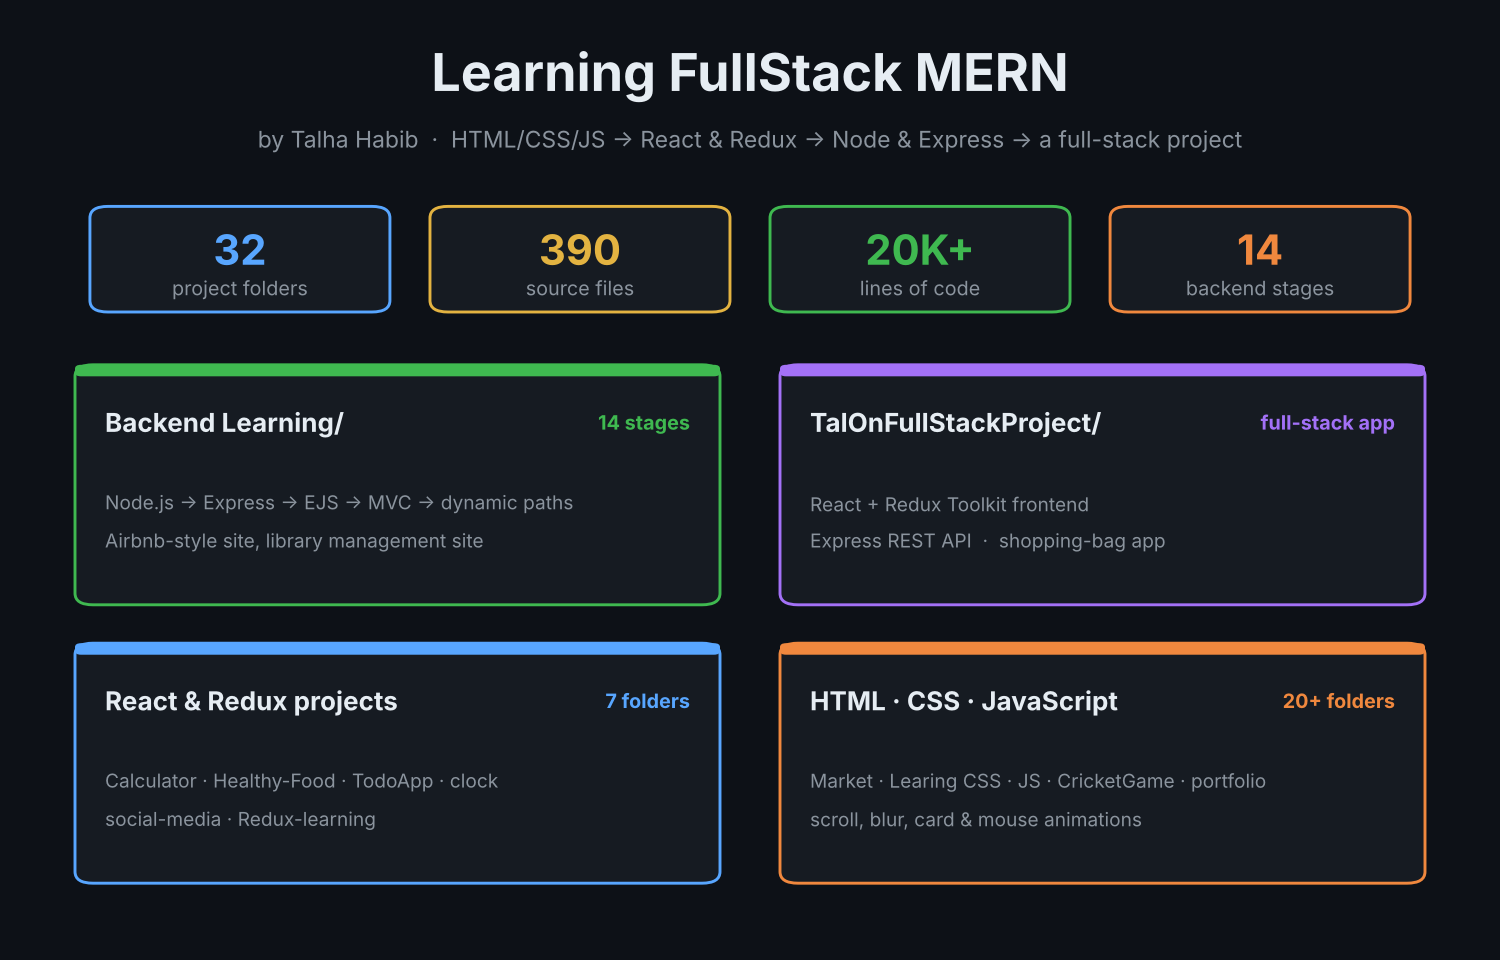 Learning FullStack MERN
by Talha Habib · HTML/CSS/JS → React & Redux → Node & Express → a full-stack project
32
project folders
390
source files
20K+
lines of code
14
backend stages
Backend Learning/
14 stages
Node.js → Express → EJS → MVC → dynamic paths
Airbnb-style site, library management site
TalOnFullStackProject/
full-stack app
React + Redux Toolkit frontend
Express REST API · shopping-bag app
React & Redux projects
7 folders
Calculator · Healthy-Food · TodoApp · clock
social-media · Redux-learning
HTML · CSS · JavaScript
20+ folders
Market · Learing CSS · JS · CricketGame · portfolio
scroll, blur, card & mouse animations